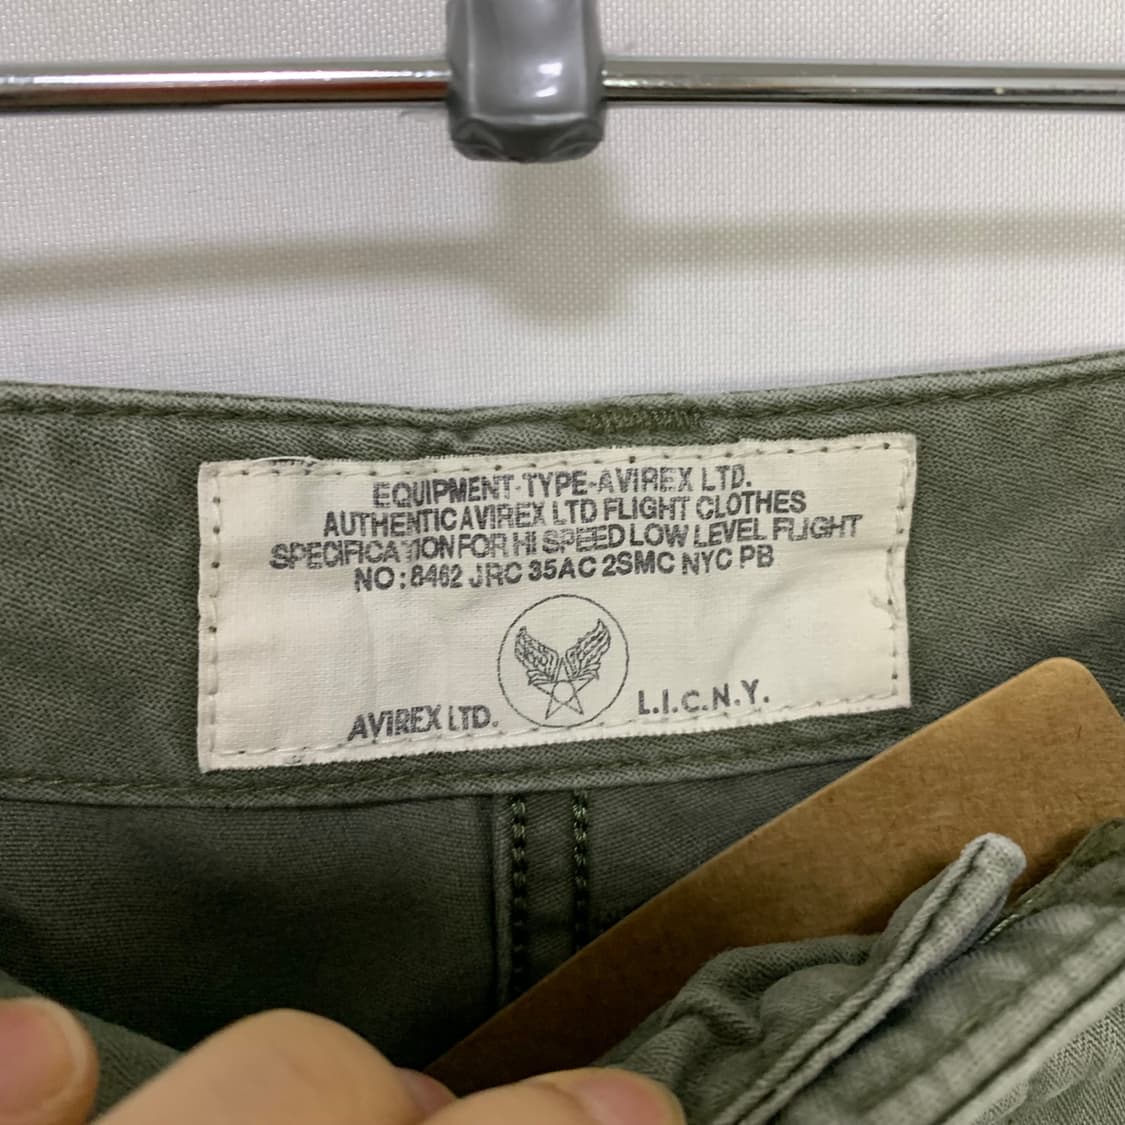 EQUIPMENT-TYPE-AVIREX LTD.
AUTHENTIC AVIREX LTD FLIGHT CLOTHES
SPECIFICATION FOR HI SPEED LOW LEVEL FLIGHT
NO:8462 JRC 35AC 2SMC NYC PB
AVIREX LTD. L.I.C.N.Y.